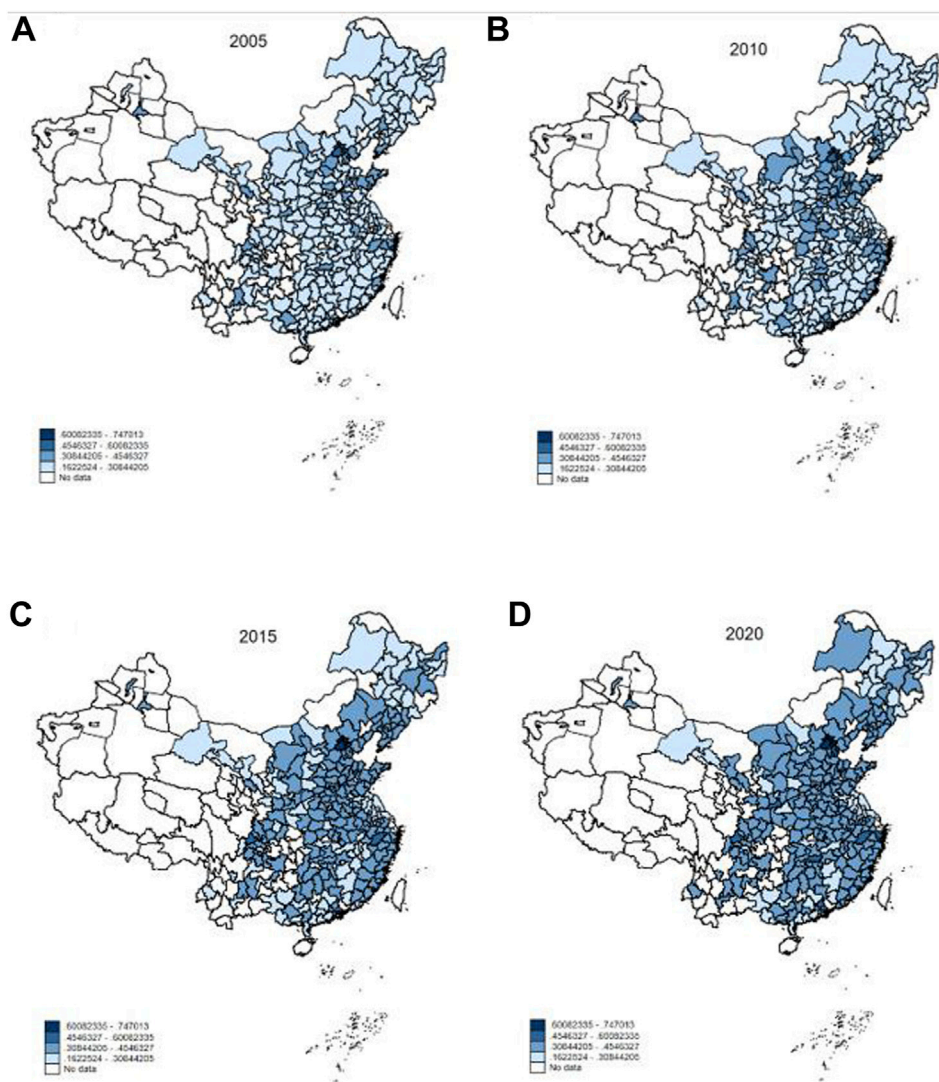 A
2005
.60082335 - .747013
.4546327 - .60082335
.30844205 - .4546327
.1622524 - .30844205
No data
B
2010
.60082335 - .747013
.4546327 - .60082335
.30844205 - .4546327
.1622524 - .30844205
No data
C
2015
.60082335 - .747013
.4546327 - .60082335
.30844205 - .4546327
.1622524 - .30844205
No data
D
2020
.60082335 - .747013
.4546327 - .60082335
.30844205 - .4546327
.1622524 - .30844205
No data